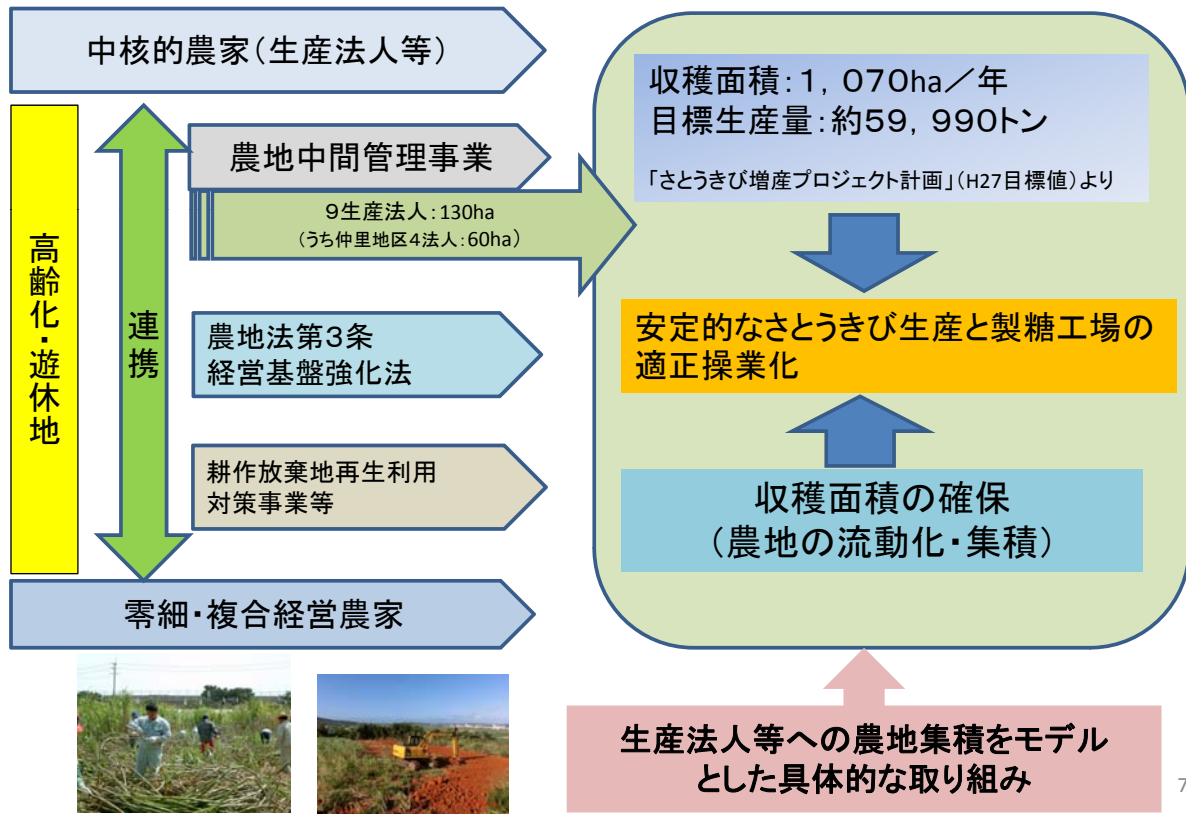 中核的農家(生産法人等)
高齢化・遊休地
連携
農地中間管理事業
9生産法人:130ha
(うち仲里地区4法人:60ha)
農地法第3条
経営基盤強化法
耕作放棄地再生利用
対策事業等
零細・複合経営農家
収穫面積:1,070ha/年
目標生産量:約59,990トン
「さとうきび増産プロジェクト計画」(H27目標値)より
安定的なさとうきび生産と製糖工場の
適正操業化
収穫面積の確保
(農地の流動化・集積)
生産法人等への農地集積をモデル
とした具体的な取り組み
7